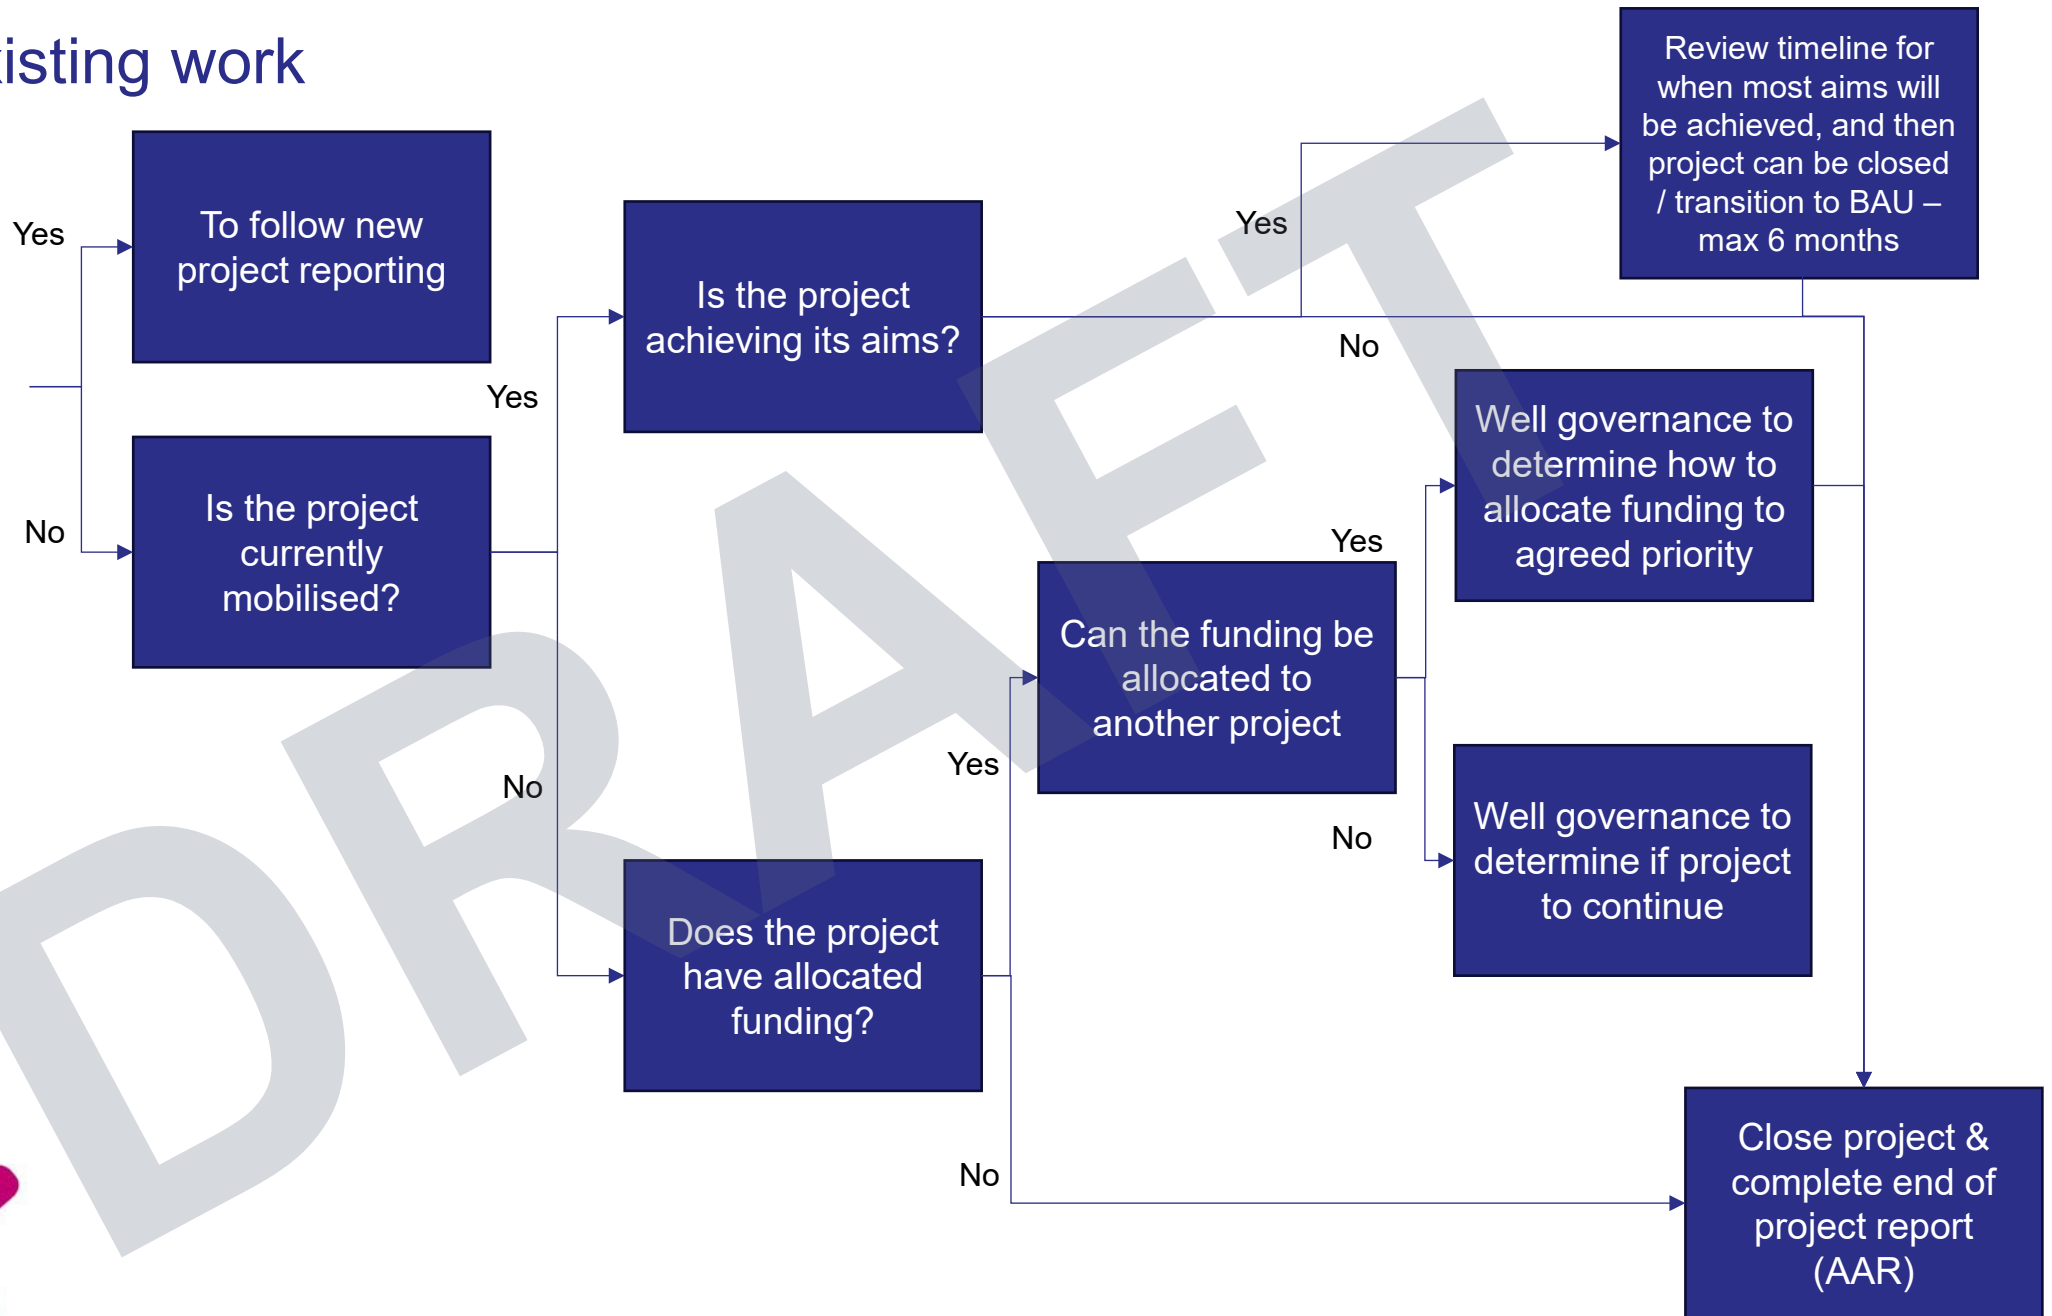 isting work
Yes
To follow new
project reporting
No
Is the project
currently
mobilised?
Yes
Is the project
achieving its aims?
No
Does the project
have allocated
funding?
Yes
Review timeline for
when most aims will
be achieved, and then
project can be closed
/ transition to BAU –
max 6 months
No
Yes
Can the funding be
allocated to
another project
Yes
Well governance to
determine how to
allocate funding to
agreed priority
No
Well governance to
determine if project
to continue
No
Close project &
complete end of
project report
(AAR)
DRAFT